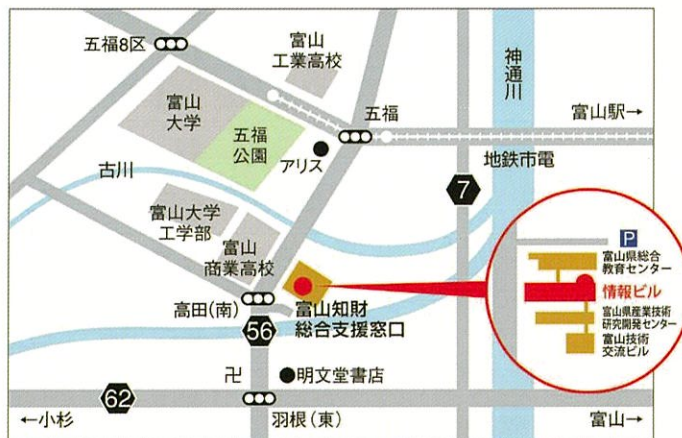 五福8区
富山
工業高校
神通川
富山
大学
五福
公園
五福
富山駅→
アリス
地鉄市電
古川
7
富山大学
工学部
富山
商業高校
P
富山県総合
教育センター
情報ビル
富山県産業技術
研究開発センター
富山技術
交流ビル
高田(南)
富山知財
総合支援窓口
56
卍
●明文堂書店
62
←小杉
羽根(東)
富山→